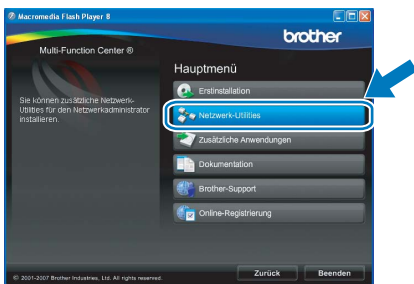 Macromedia Flash Player 8
brother
Multi-Function Center ®
Hauptmenü
Erstinstallation
Sie können zusätzliche Netzwerk-
Utilities für den Netzwerkadministrator
installieren.
Netzwerk-Utilities
Zusätzliche Anwendungen
Dokumentation
Brother-Support
Online-Registrierung
© 2001-2007 Brother Industries, Ltd. All rights reserved.
Zurück
Beenden